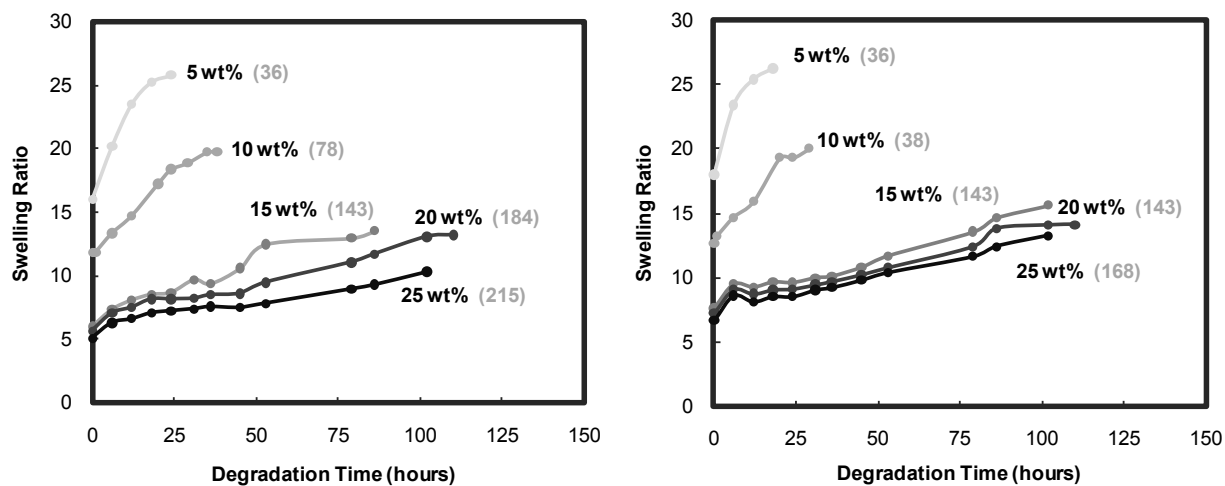 30
25
20
15
10
5
0
Swelling Ratio
5 wt% (36)
10 wt% (78)
15 wt% (143)
20 wt% (184)
25 wt% (215)
0 25 50 75 100 125 150
Degradation Time (hours)
30
25
20
15
10
5
0
Swelling Ratio
5 wt% (36)
10 wt% (38)
15 wt% (143)
20 wt% (143)
25 wt% (168)
0 25 50 75 100 125 150
Degradation Time (hours)